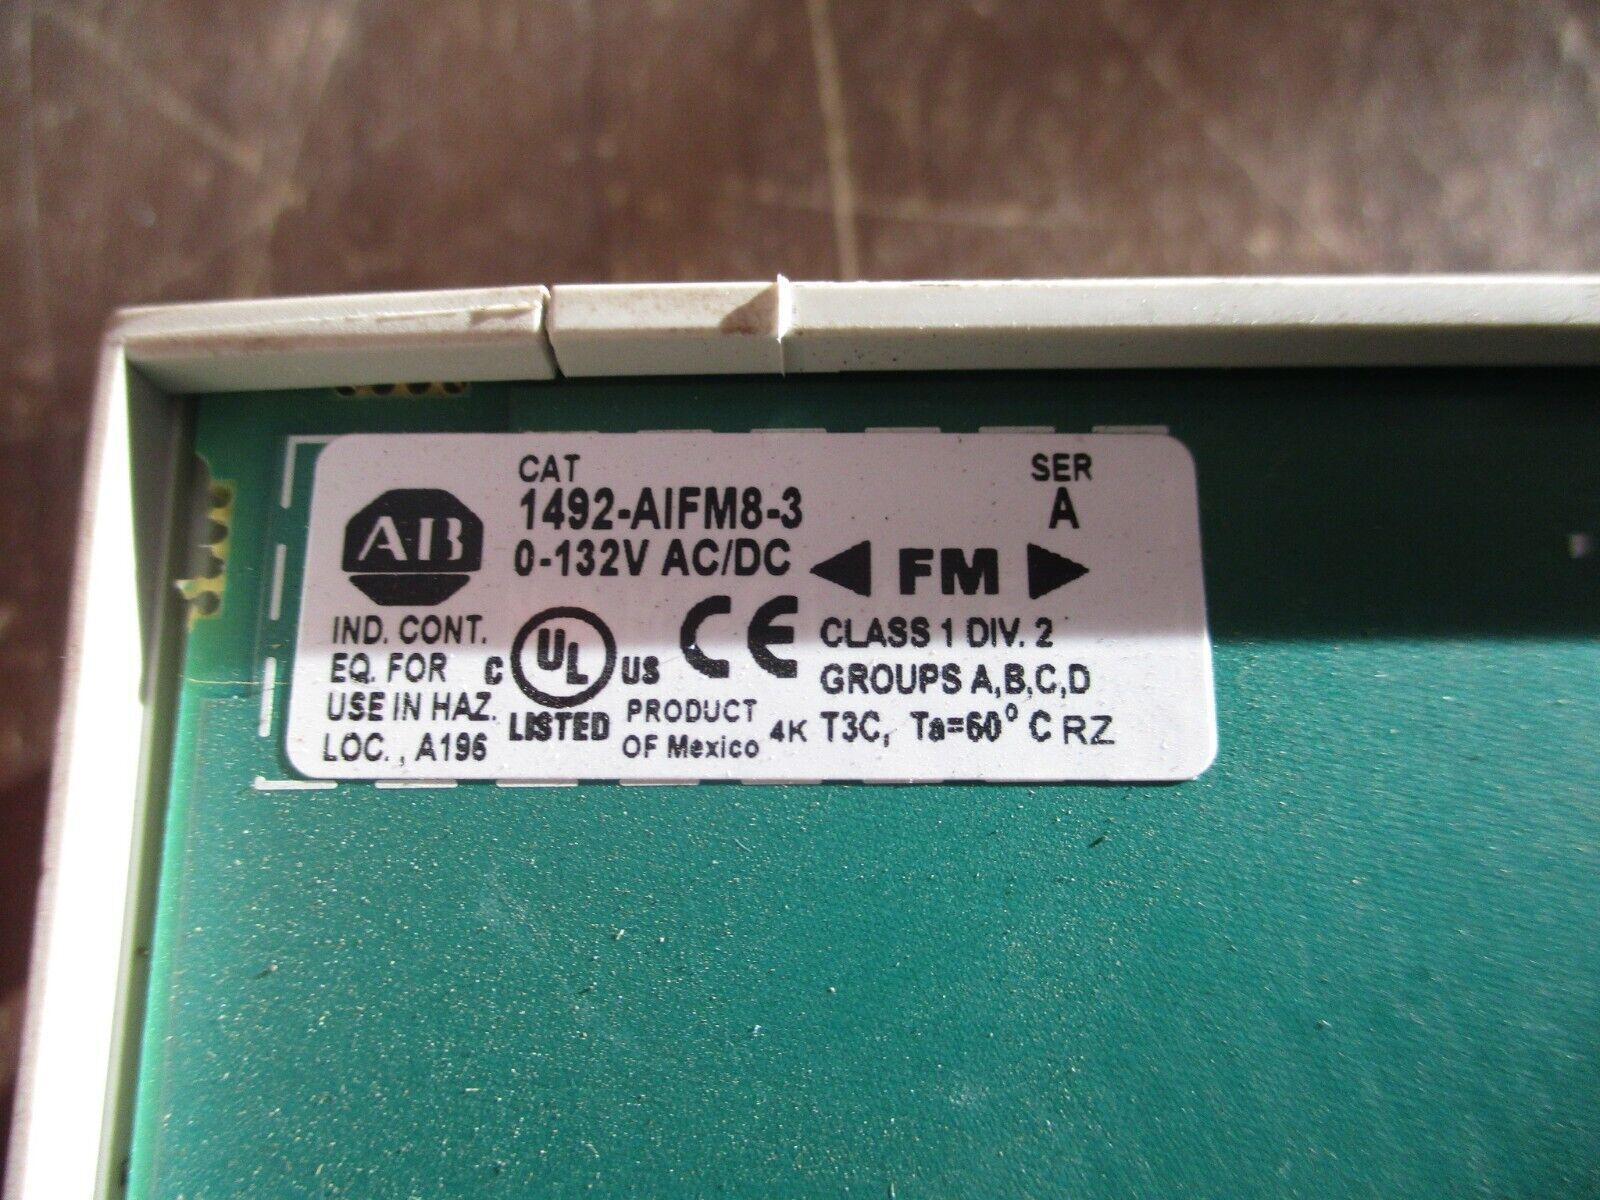 CAT
SER
1492-AIFM8-3
A
AB
0-132V AC/DC
FM
IND. CONT.
EQ. FOR
USE IN HAZ.
LOC., A196
C UL US
LISTED
CE
PRODUCT
OF Mexico
4K
CLASS 1 DIV. 2
GROUPS A,B,C,D
T3C, Ta=60° C RZ